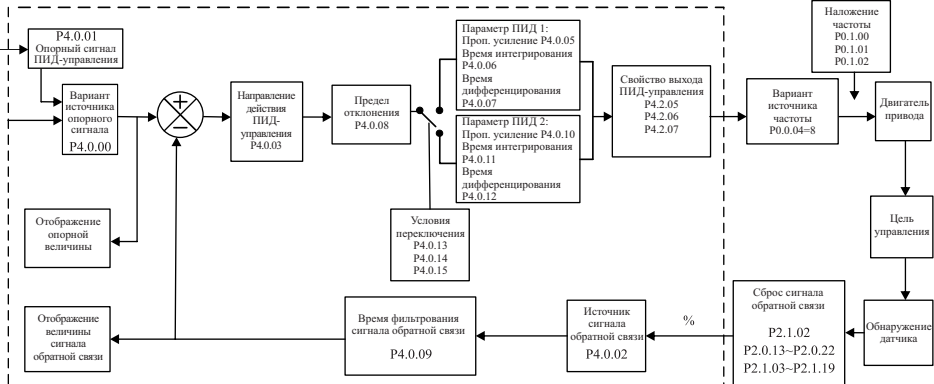 P4.0.01
Опорный сигнал
ПИД-управления
Вариант
источника
опорного
сигнала
P4.0.00
Направление
действия
ПИД-
управления
P4.0.03
Предел
отклонения
P4.0.08
Параметр ПИД 1:
Проп. усиление P4.0.05
Время интегрирования
P4.0.06
Время
дифференцирования
P4.0.07
Параметр ПИД 2:
Проп. усиление P4.0.10
Время интегрирования
P4.0.11
Время
дифференцирования
P4.0.12
Условия
переключения
P4.0.13
P4.0.14
P4.0.15
Свойство выхода
ПИД-управления
P4.2.05
P4.2.06
P4.2.07
Вариант
источника
частоты
P0.0.04=8
Наложение
частоты
P0.1.00
P0.1.01
P0.1.02
Двигатель
привода
Цель
управления
Обнаружение
датчика
Сброс сигнала
обратной связи
P2.1.02
P2.0.13~P2.0.22
P2.1.03~P2.1.19
%
Источник
сигнала
обратной связи
P4.0.02
Время фильтрования
сигнала обратной связи
P4.0.09
Отображение
опорной
величины
Отображение
величины
сигнала
обратной связи